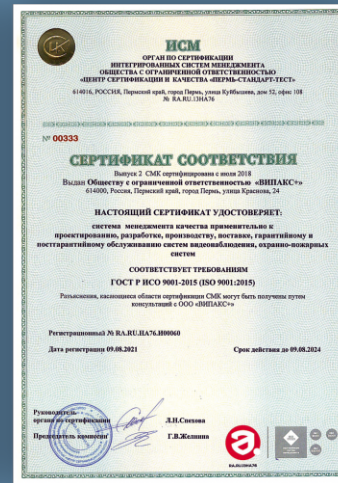 ИСМ
ОРГАН ПО СЕРТИФИКАЦИИ
ИНТЕГРИРОВАННЫХ СИСТЕМ МЕНЕДЖМЕНТА
ОБЩЕСТВА С ОГРАНИЧЕННОЙ ОТВЕТСТВЕННОСТЬЮ
«ЦЕНТР СЕРТИФИКАЦИИ И КАЧЕСТВА «ПЕРМЬ-СТАНДАРТ-ТЕСТ»
614016, РОССИЯ, Пермский край, город Пермь, улица Куйбышева, дом 52, офис 108
№ RA.RU.13НА76
№ 00333
СЕРТИФИКАТ СООТВЕТСТВИЯ
Выпуск 2 СМК сертифицирована с июля 2018
Выдан Обществу с ограниченной ответственностью «ВИПАКС+»
614000, Россия, Пермский край, город Пермь, улица Краснова, 24
НАСТОЯЩИЙ СЕРТИФИКАТ УДОСТОВЕРЯЕТ:
система менеджмента качества применительно к
проектированию, разработке, производству, поставке, гарантийному и
постгарантийному обслуживанию систем видеонаблюдения, охранно-пожарных
систем
СООТВЕТСТВУЕТ ТРЕБОВАНИЯМ
ГОСТ Р ИСО 9001-2015 (ISO 9001:2015)
Разъяснения, касающиеся области сертификации СМК могут быть получены путем
консультаций с ООО «ВИПАКС+»
Регистрационный № RA.RU.НА76.Н00060
Дата регистрации 09.08.2021 Срок действия до 09.08.2024
Руководитель
органа по сертификации Л.Н.Спехова
Председатель комиссии Г.В.Желнина
RA.RU.13НА76